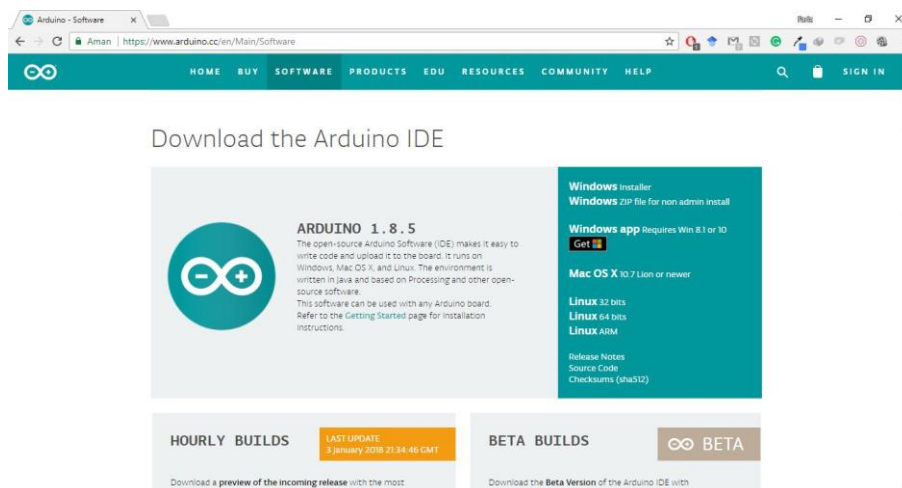 Arduino - Software
Aman
https://www.arduino.cc/en/Main/Software
HOME BUY SOFTWARE PRODUCTS EDU RESOURCES COMMUNITY HELP
SIGN IN
Download the Arduino IDE
ARDUINO 1.8.5
The open-source Arduino Software (IDE) makes it easy to
write code and upload it to the board. It runs on
Windows, Mac OS X, and Linux. The environment is
written in Java and based on Processing and other open-
source software.
This software can be used with any Arduino board.
Refer to the Getting Started page for Installation
instructions.
Windows Installer
Windows ZIP file for non admin install
Windows app Requires Win 8.1 or 10
Get
Mac OS X 10.7 Lion or newer
Linux 32 bits
Linux 64 bits
Linux ARM
Release Notes
Source Code
Checksums (sha512)
HOURLY BUILDS
LAST UPDATE
3 January 2018 21:34:46 GMT
Download a preview of the incoming release with the most
BETA BUILDS
BETA
Download the Beta Version of the Arduino IDE with